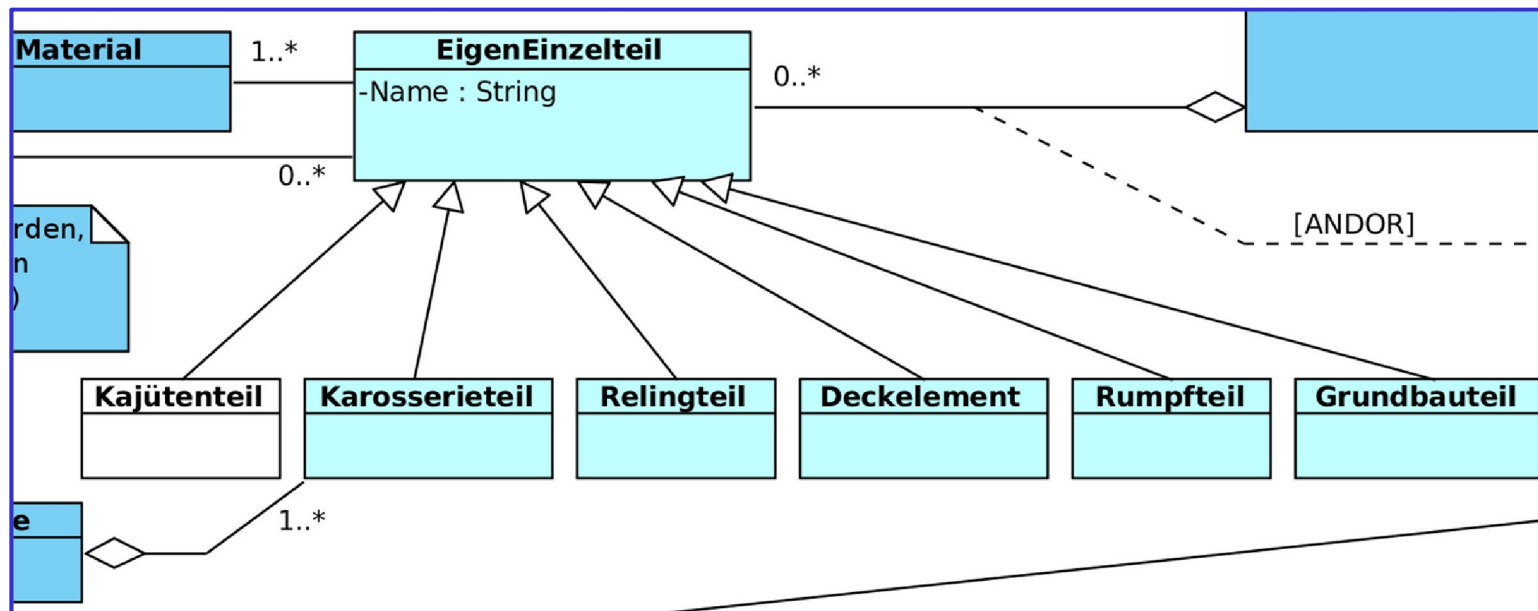 Material
1..*
EigenEinzelteil
-Name : String
0..*
0..*
rden,
n
)
[ANDOR]
Kajütenteil
Karosserieteil
Relingteil
Deckelement
Rumpfteil
Grundbauteil
e
1..*